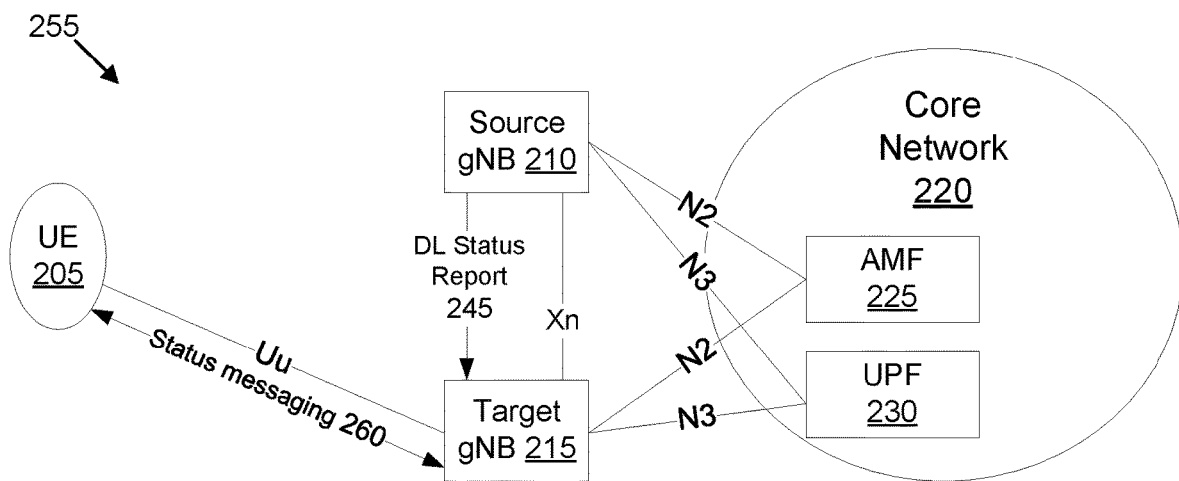 255
Source
gNB 210
Core
Network
220
N2
N3
UE
205
DL Status
Report
245
Xn
AMF
225
Uu
Status messaging 260
N2
UPF
230
Target
gNB 215
N3